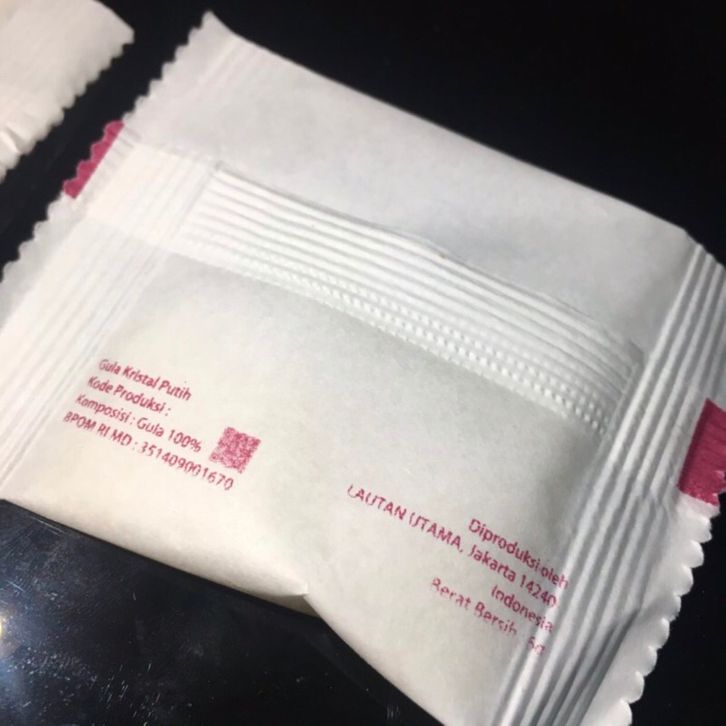 Gula Kristal Putih
Kode Produksi :
Komposisi : Gula 100%
BPOM RI MD : 351409001670
Diproduksi oleh
LAUTAN UTAMA, Jakarta 14240
Indonesia
Berat Bersih 5g